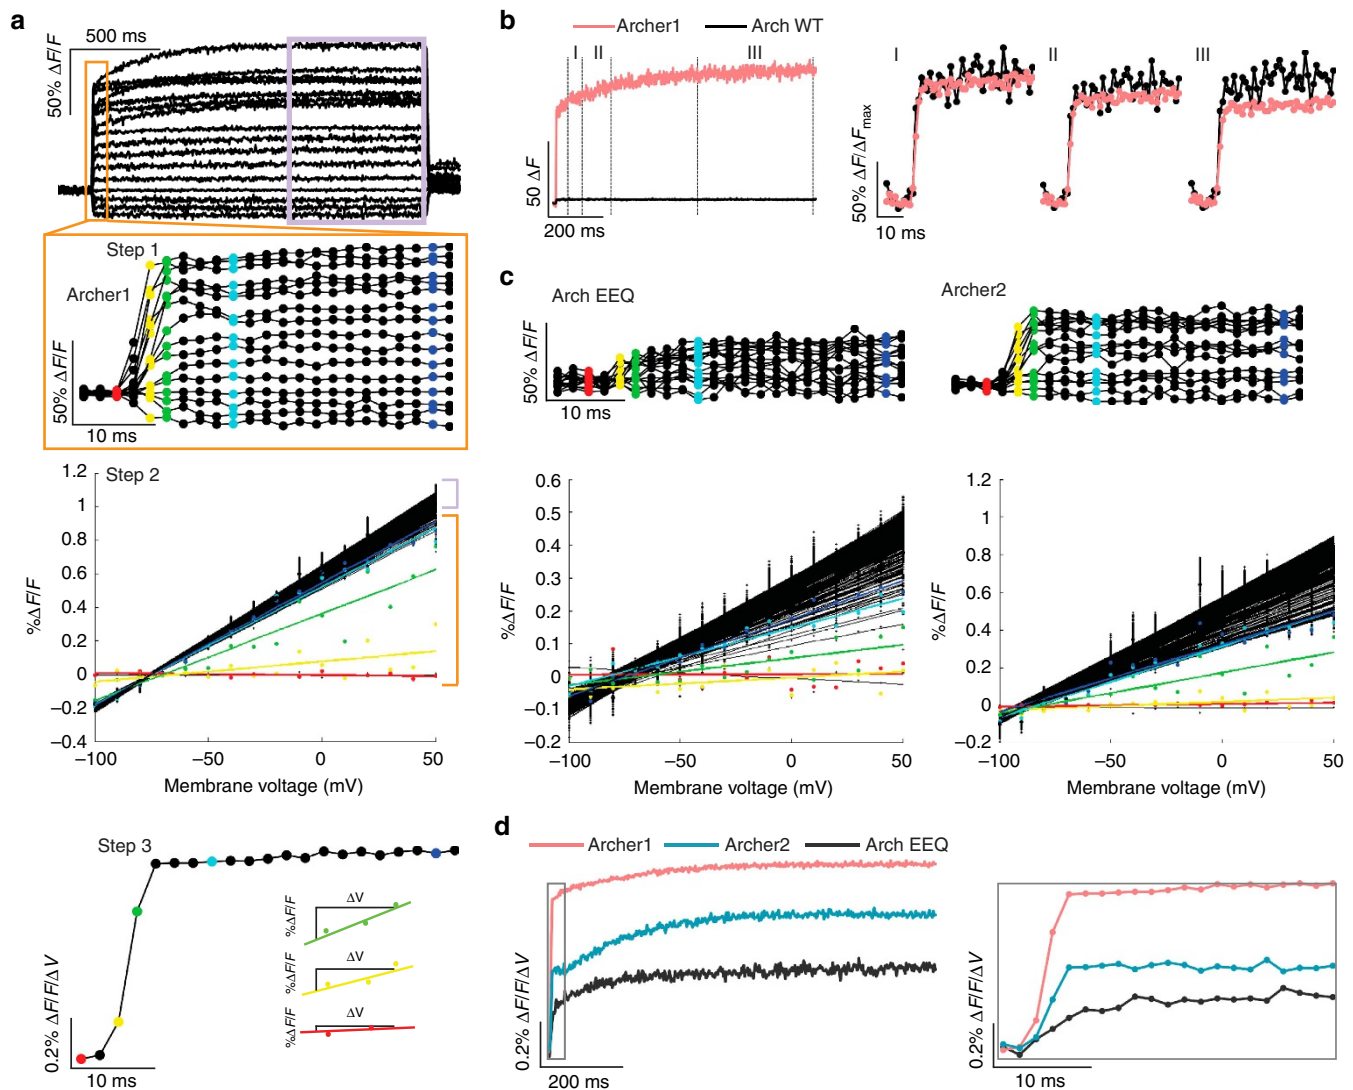 a
500 ms
50% ΔF/F
Step 1
Archer1
50% ΔF/F
10 ms
Step 2
1.2
1
0.8
0.6
0.4
0.2
0
−0.2
−0.4
%ΔF/F
−100
−50
0
50
Membrane voltage (mV)
Step 3
ΔV
%ΔF/F
ΔV
%ΔF/F
ΔV
%ΔF/F
0.2% ΔF/F/ΔV
10 ms
b
Archer1
Arch WT
I
II
III
50 ΔF
200 ms
I
II
III
50% ΔF/ΔFmax
10 ms
c
Arch EEQ
50% ΔF/F
10 ms
Archer2
0.6
0.5
0.4
0.3
0.2
0.1
0
−0.1
−0.2
%ΔF/F
−100
−50
0
50
Membrane voltage (mV)
1.2
1
0.8
0.6
0.4
0.2
0
−0.2
%ΔF/F
−100
−50
0
50
Membrane voltage (mV)
d
Archer1
Archer2
Arch EEQ
0.2% ΔF/F/ΔV
200 ms
0.2% ΔF/F/ΔV
10 ms